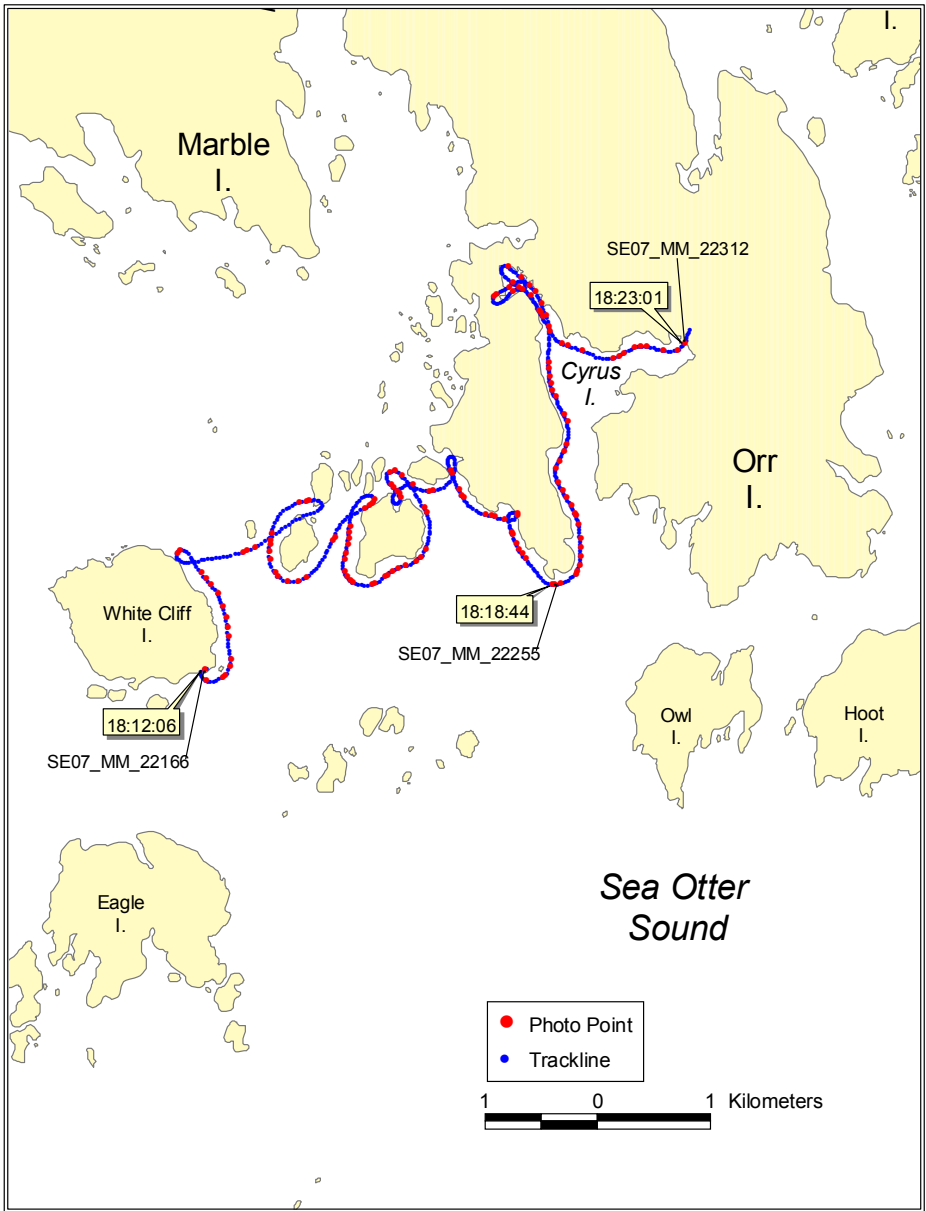 I.
Marble
I.
SE07_MM_22312
18:23:01
Cyrus
I.
Orr
I.
White Cliff
I.
18:18:44
SE07_MM_22255
18:12:06
SE07_MM_22166
Owl
I.
Hoot
I.
Eagle
I.
Sea Otter
Sound
Photo Point
Trackline
1 0 1 Kilometers